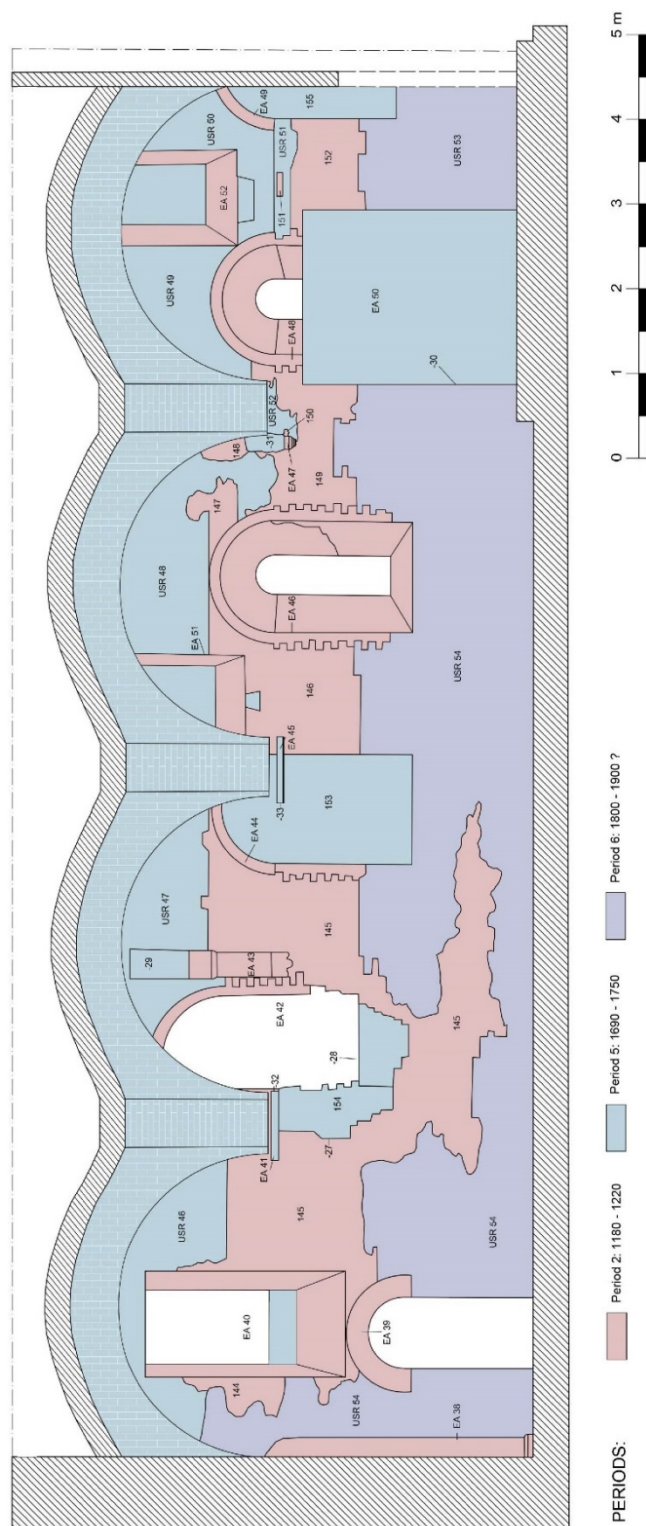 USR 46
USR 47
USR 48
USR 49
USR 50
-29
EA 51
EA 52
147
148
144
EA 40
EA 41
-32
EA 42
EA 43
EA 44
-33
EA 45
EA 46
EA 47
-31
150
USR 52
EA 48
151
USR 51
EA 49
155
145
-27
154
-28
145
153
146
149
152
USR 54
EA 39
EA 38
145
USR 54
USR 54
-30
EA 50
USR 53
PERIODS:
Period 2: 1180 - 1220
Period 5: 1690 - 1750
Period 6: 1800 - 1900 ?
0 1 2 3 4 5 m